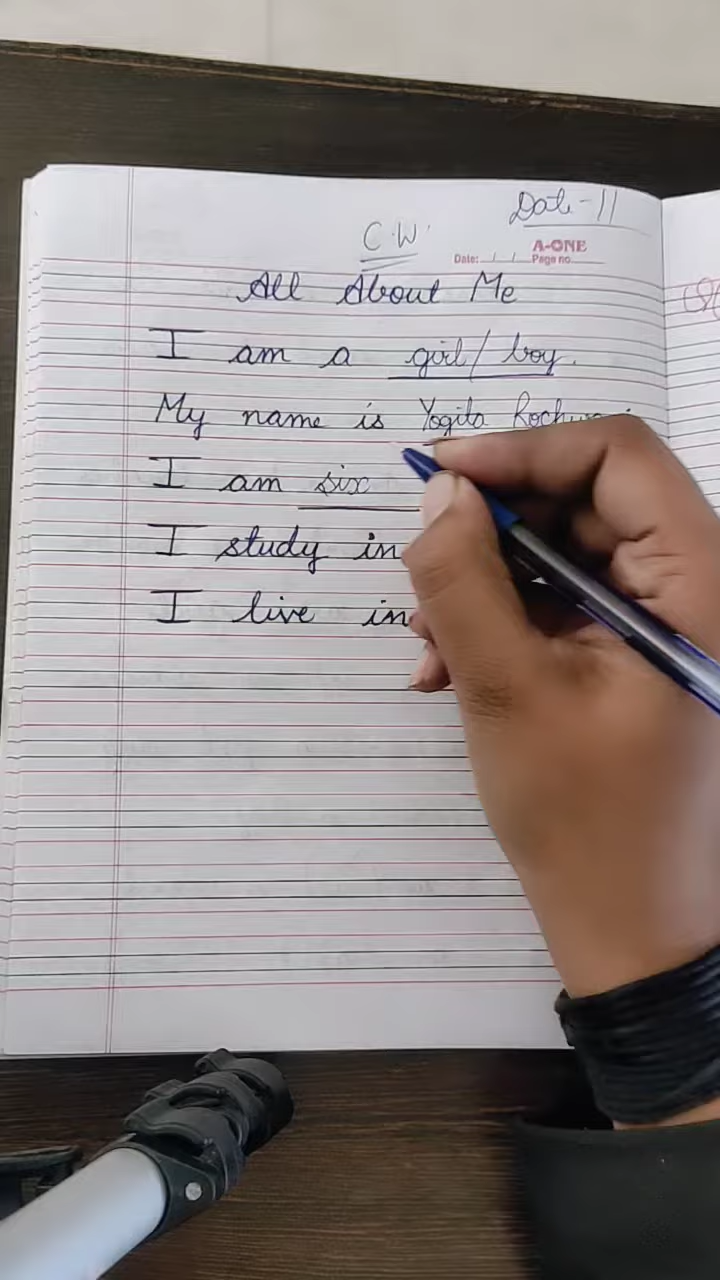 Date - 11
C.W.
A-ONE
Date: / / Page no.
All About Me
I am a girl/boy.
My name is Yogita
I am six
I study in
I live in